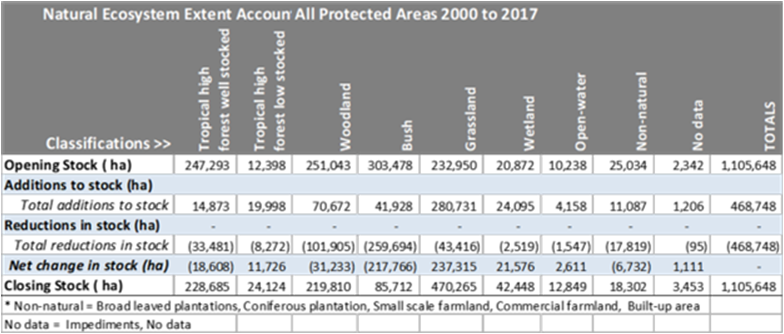 Natural Ecosystem Extent Accoun All Protected Areas 2000 to 2017
Classifications >> Tropical high forest well stocked Tropical high forest low stocked Woodland Bush Grassland Wetland Open-water Non-natural No data TOTALS
Opening Stock ( ha) 247,293 12,398 251,043 303,478 232,950 20,872 10,238 25,034 2,342 1,105,648
Additions to stock (ha) - - - - - - - - - -
Total additions to stock 14,873 19,998 70,672 41,928 280,731 24,095 4,158 11,087 1,206 468,748
Reductions in stock (ha) - - - - - - - - - -
Total reductions in stock (33,481) (8,272) (101,905) (259,694) (43,416) (2,519) (1,547) (17,819) (95) (468,748)
Net change in stock (ha) (18,608) 11,726 (31,233) (217,766) 237,315 21,576 2,611 (6,732) 1,111 -
Closing Stock ( ha) 228,685 24,124 219,810 85,712 470,265 42,448 12,849 18,302 3,453 1,105,648
* Non-natural = Broad leaved plantations, Coniferous plantation, Small scale farmland, Commercial farmland, Built-up area
No data = Impediments, No data